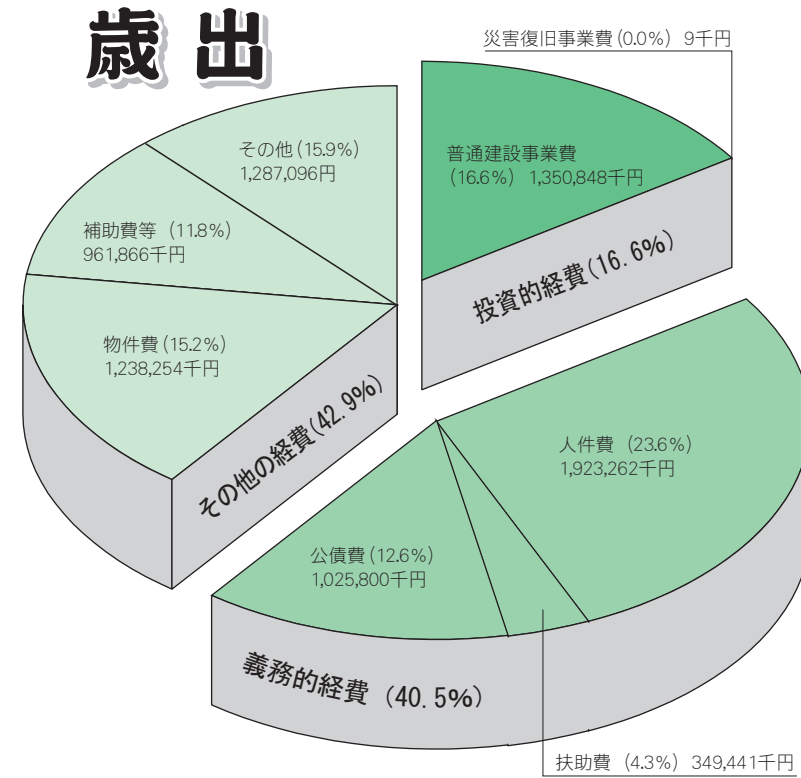 歳出
災害復旧事業費(0.0%) 9千円
普通建設事業費
(16.6%) 1,350,848千円
投資的経費(16.6%)
その他(15.9%)
1,287,096千円
補助費等 (11.8%)
961,866千円
物件費(15.2%)
1,238,254千円
その他の経費(42.9%)
人件費 (23.6%)
1,923,262千円
公債費(12.6%)
1,025,800千円
義務的経費 (40.5%)
扶助費 (4.3%) 349,441千円